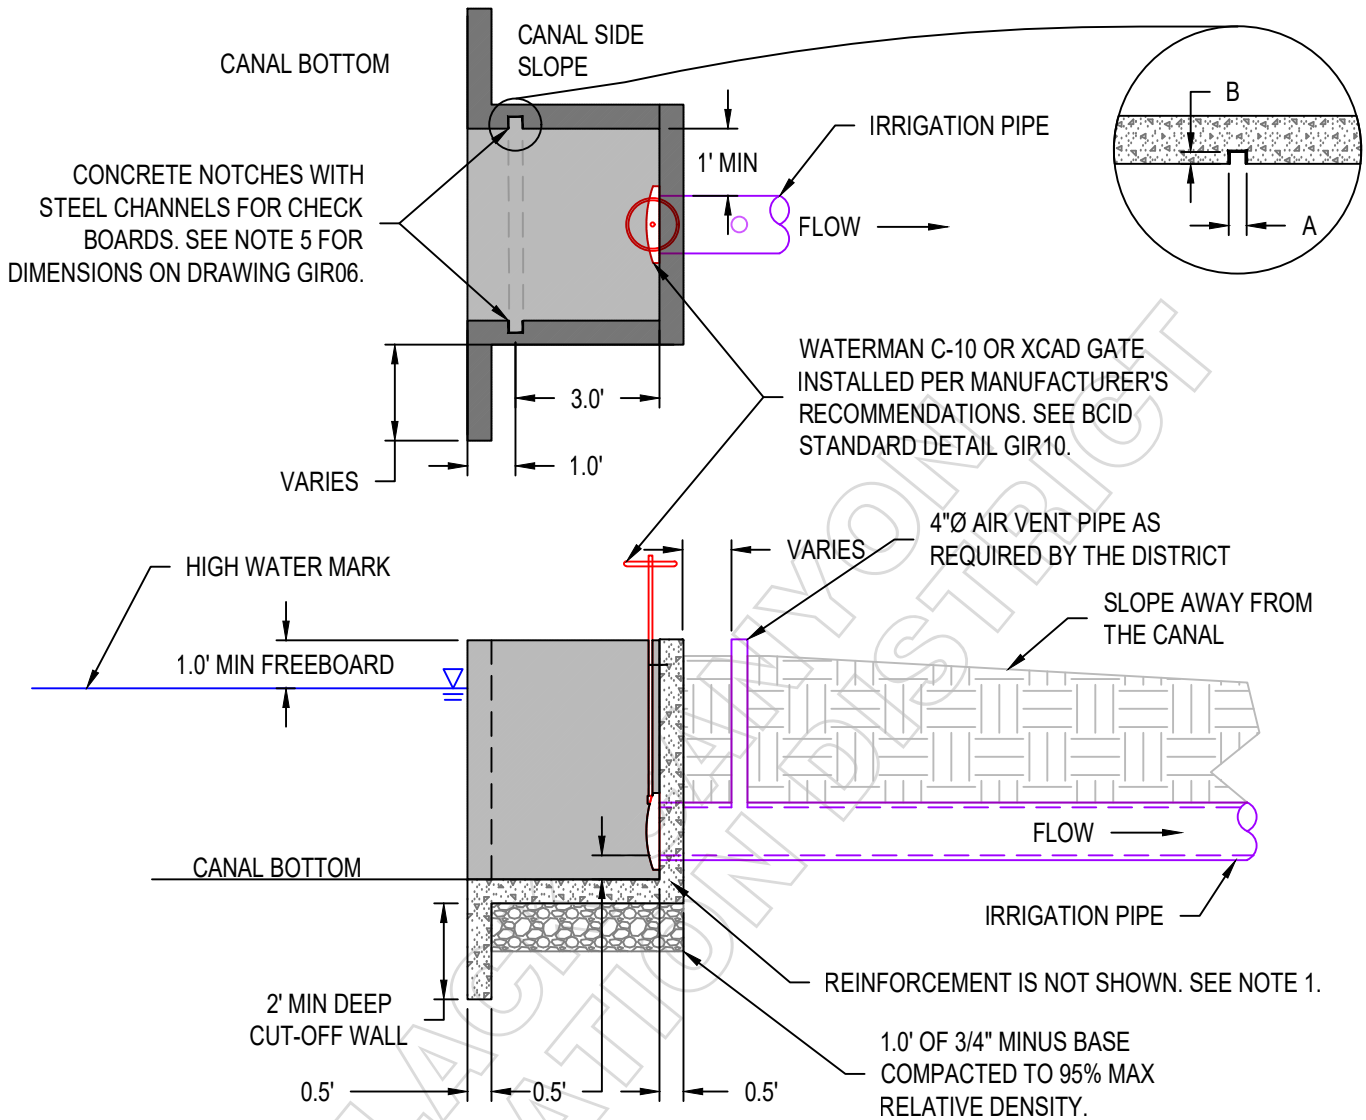 CANAL BOTTOM
CANAL SIDE
SLOPE
B
A
IRRIGATION PIPE
1' MIN
FLOW
CONCRETE NOTCHES WITH
STEEL CHANNELS FOR CHECK
BOARDS. SEE NOTE 5 FOR
DIMENSIONS ON DRAWING GIR06.
WATERMAN C-10 OR XCAD GATE
INSTALLED PER MANUFACTURER'S
RECOMMENDATIONS. SEE BCID
STANDARD DETAIL GIR10.
3.0'
1.0'
VARIES
4"Ø AIR VENT PIPE AS
REQUIRED BY THE DISTRICT
VARIES
HIGH WATER MARK
SLOPE AWAY FROM
THE CANAL
1.0' MIN FREEBOARD
FLOW
CANAL BOTTOM
IRRIGATION PIPE
REINFORCEMENT IS NOT SHOWN. SEE NOTE 1.
2' MIN DEEP
CUT-OFF WALL
1.0' OF 3/4" MINUS BASE
COMPACTED TO 95% MAX
RELATIVE DENSITY.
0.5'
0.5'
0.5'